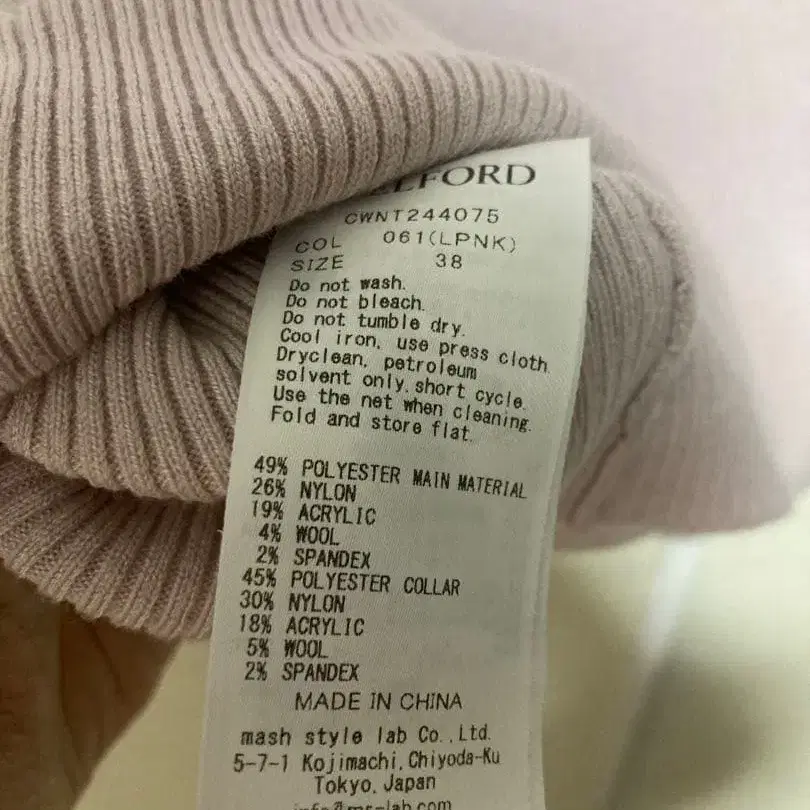 ELFORD
CWNT244075
COL 061(LPNK)
SIZE 38
Do not wash.
Do not bleach.
Do not tumble dry.
Cool iron, use press cloth
Dryclean, petroleum
solvent only.short cycle.
Use the net when cleaning.
Fold and store flat.
49% POLYESTER MAIN MATERIAL
26% NYLON
19% ACRYLIC
4% WOOL
2% SPANDEX
45% POLYESTER COLLAR
30% NYLON
18% ACRYLIC
5% WOOL
2% SPANDEX
MADE IN CHINA
mash style lab Co.,Ltd.
5-7-1 Kojimachi,Chiyoda-Ku
Tokyo,Japan